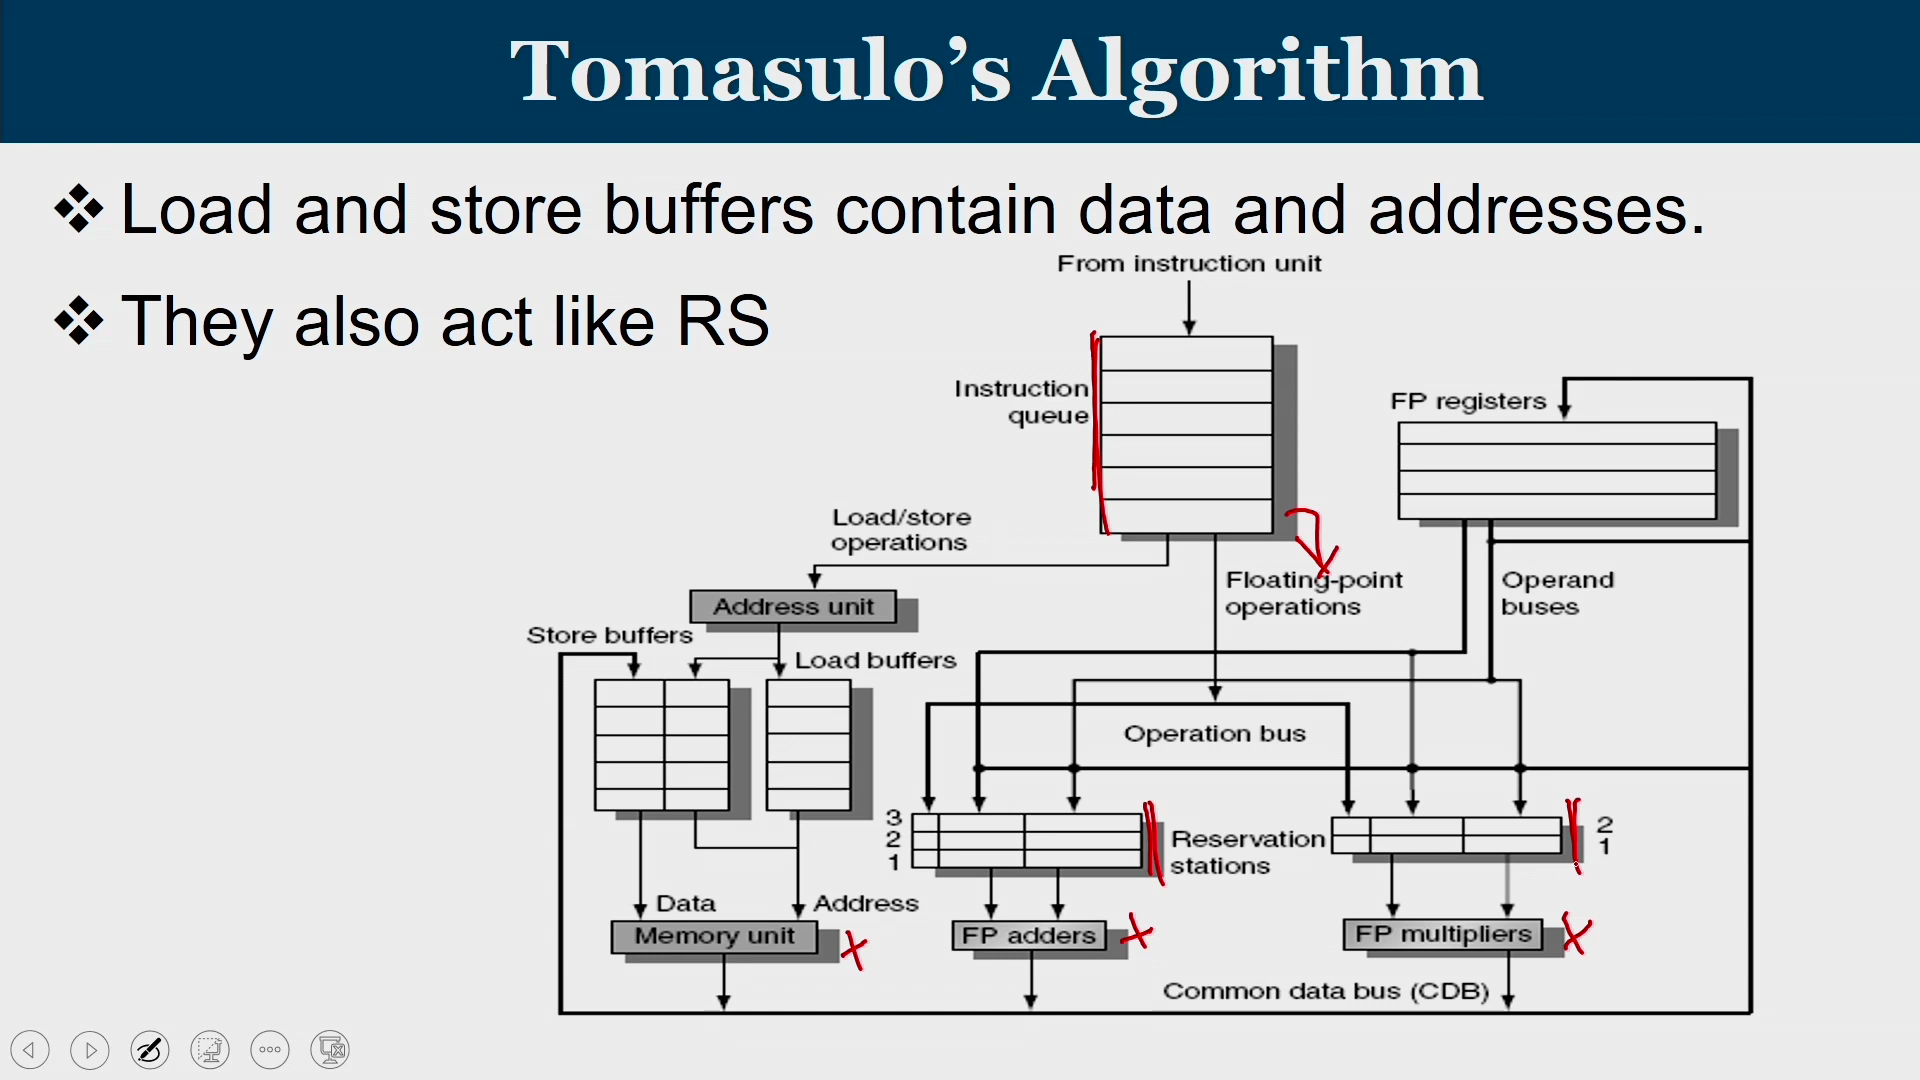 Tomasulo’s Algorithm
❖ Load and store buffers contain data and addresses.
❖ They also act like RS
From instruction unit
Instruction
queue
FP registers
Load/store
operations
Floating-point
operations
Operand
buses
Address unit
Store buffers
Load buffers
Operation bus
3
2
1
Reservation
stations
2
1
Data
Address
Memory unit
FP adders
FP multipliers
Common data bus (CDB)